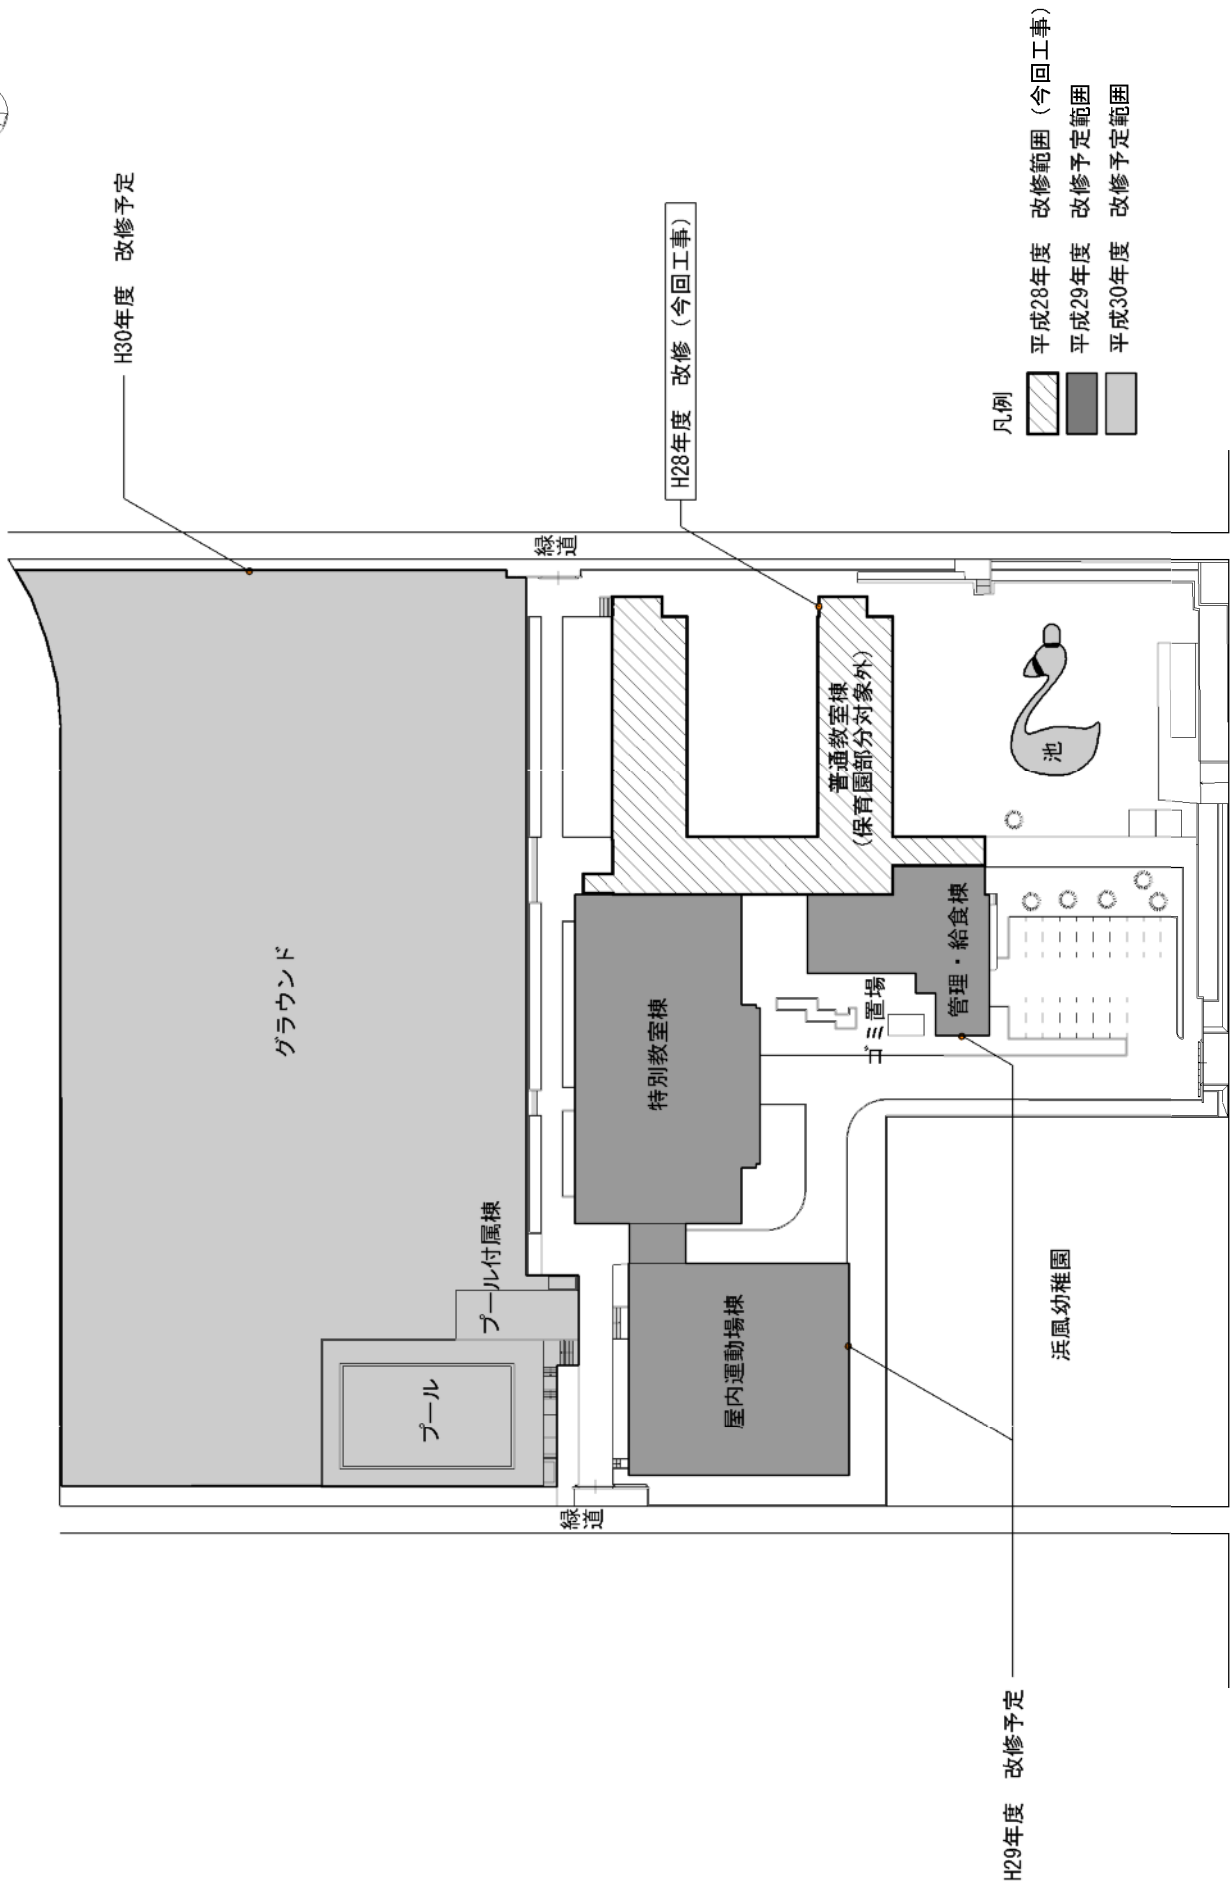 H30年度　改修予定
H28年度　改修（今回工事）
緑道
グラウンド
普通教室棟
（保育園部分対象外）
池
特別教室棟
管理・給食棟
ゴミ置場
プール付属棟
プール
屋内運動場棟
浜風幼稚園
緑道
H29年度　改修予定
凡例
平成28年度　改修範囲（今回工事）
平成29年度　改修予定範囲
平成30年度　改修予定範囲